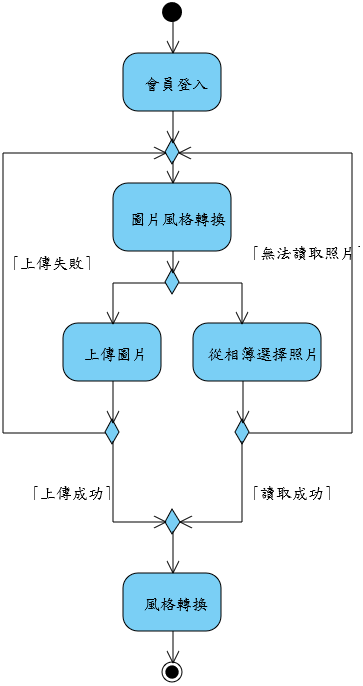 會員登入
圖片風格轉換
「上傳失敗」
「無法讀取照片」
上傳圖片
從相簿選擇照片
「上傳成功」
「讀取成功」
風格轉換